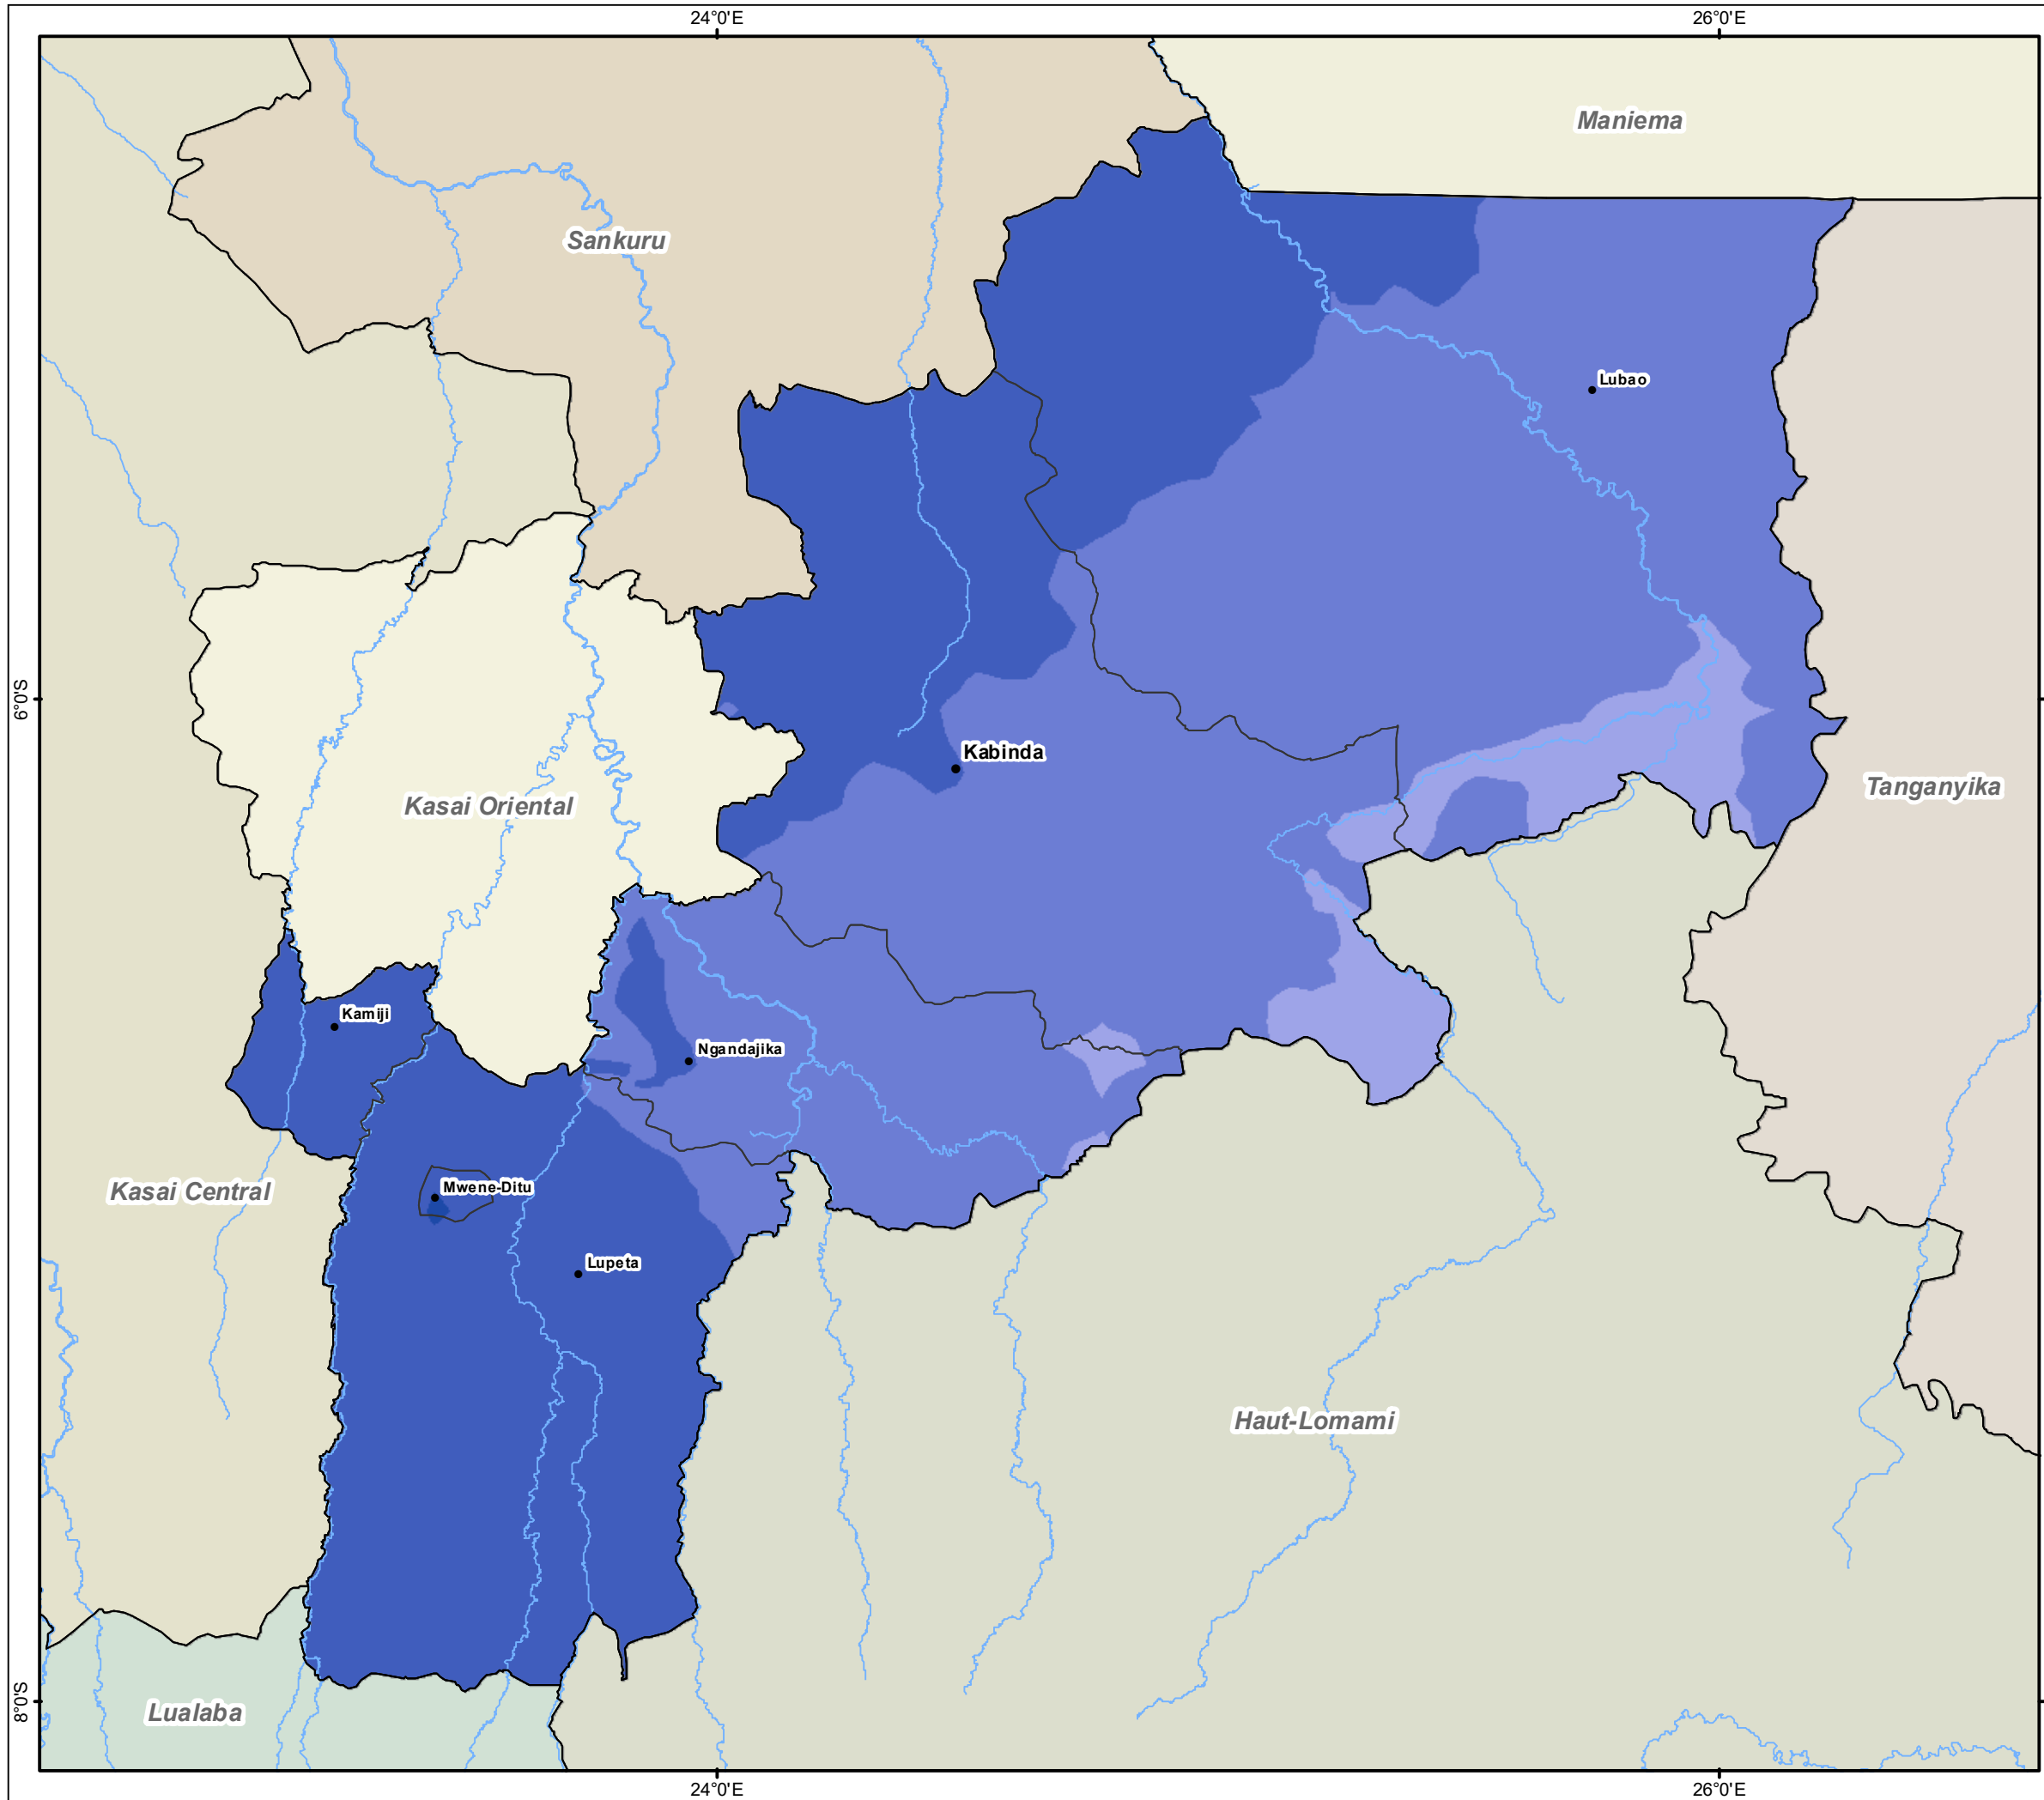 24°0'E
26°0'E
Maniema
Sankuru
Lubao
6°0'S
Kabinda
Kasai Oriental
Tanganyika
Kamiji
Ngandajika
Kasai Central
Mwene-Ditu
Lupeta
Haut-Lomami
8°0'S
Lualaba
24°0'E
26°0'E